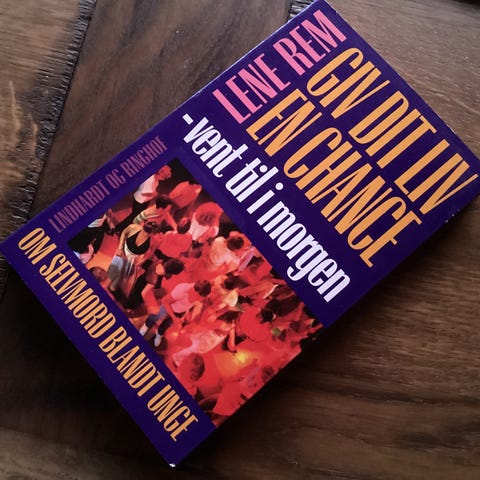 LENE REM
GIV DIT LIV
EN CHANCE
-vent til i morgen
LINDHARDT OG RINGHOF
OM SELVMORD BLANDT UNGE